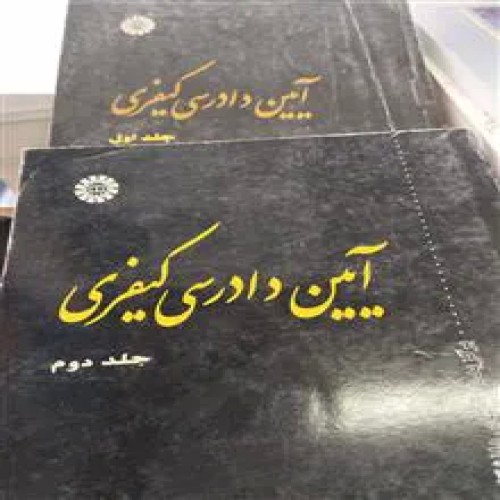 آیین دادرسی کیفری
جلد اول
آیین دادرسی کیفری
جلد دوم